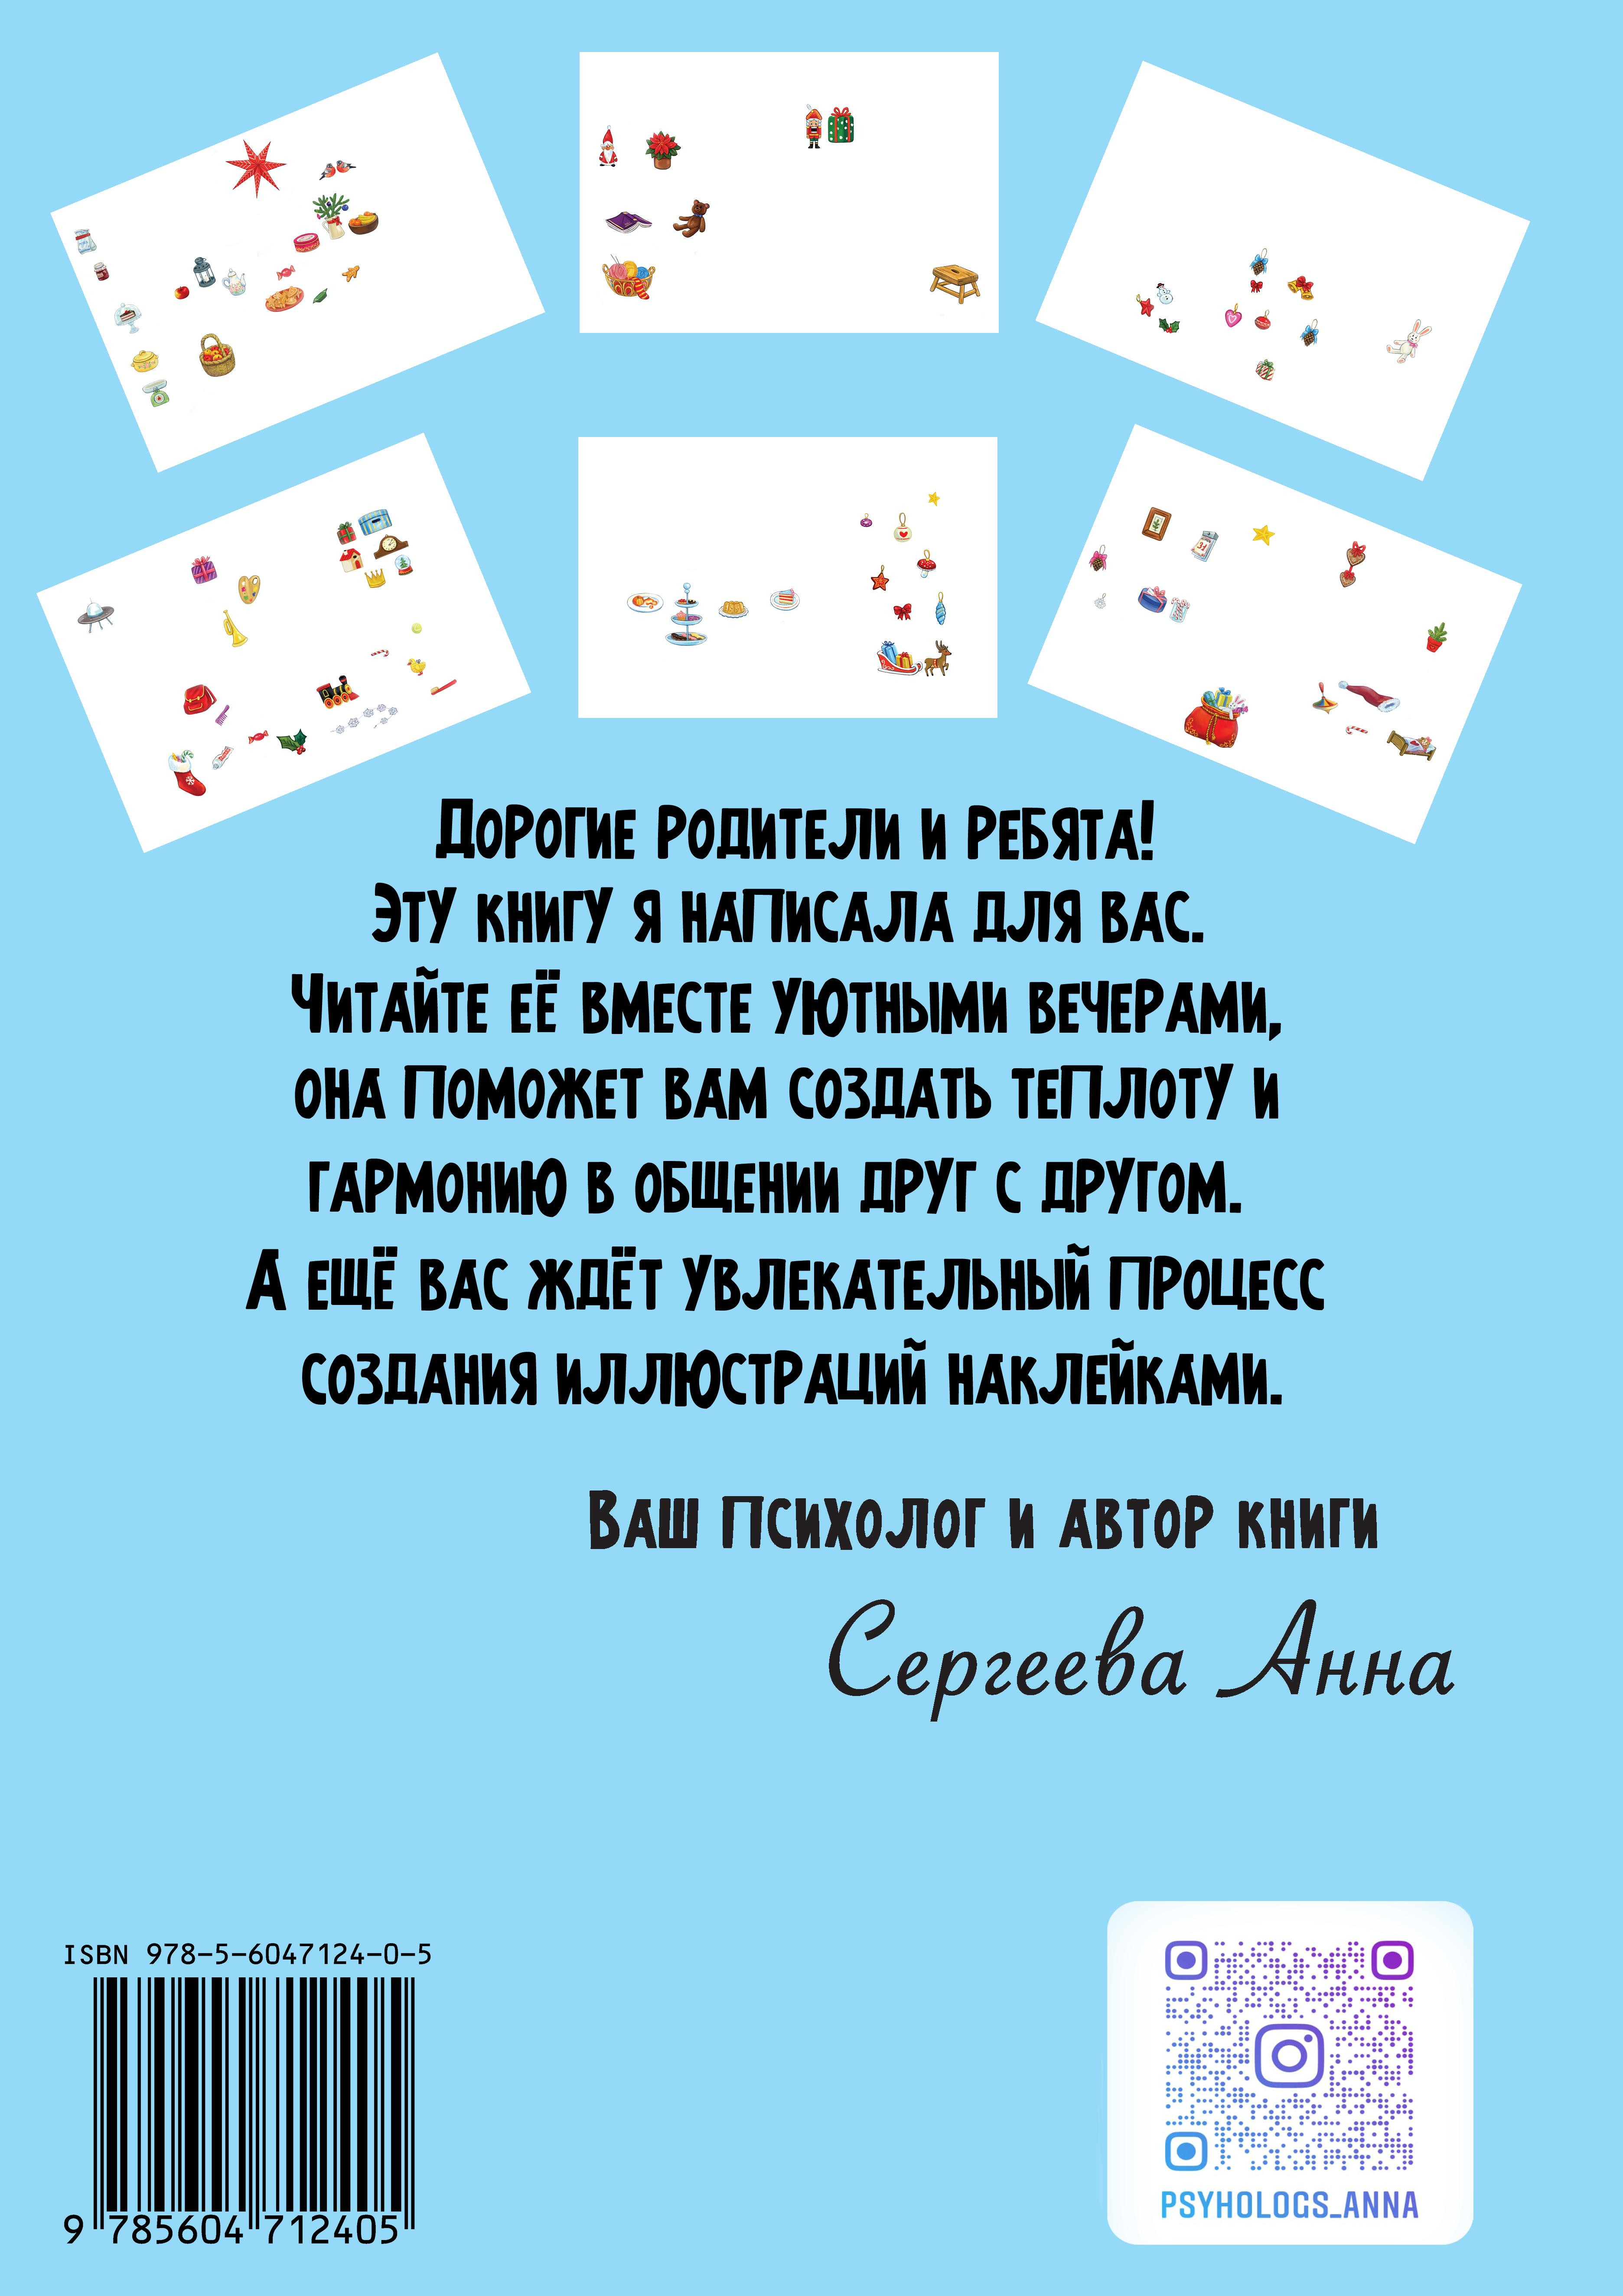 Дорогие родители и ребята!
Эту книгу я написала для вас.
Читайте её вместе уютными вечерами,
она поможет вам создать теплоту и
гармонию в общении друг с другом.
А ещё вас ждёт увлекательный процесс
создания иллюстраций наклейками.
Ваш психолог и автор книги
Сергеева Анна
ISBN 978-5-6047124-0-5
9 785604 712405
PSYHOLOGS_ANNA